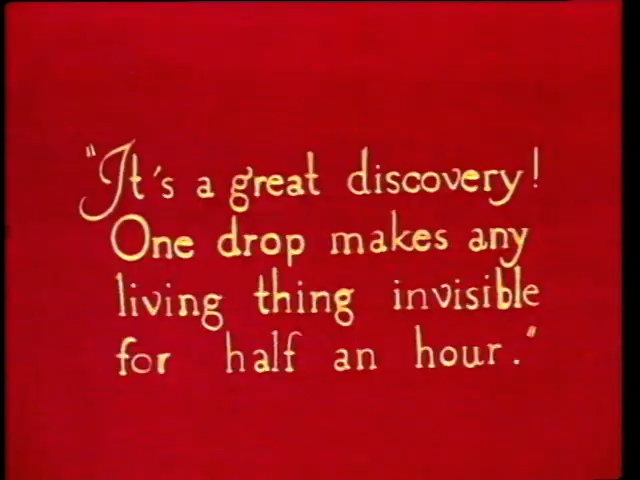 "It's a great discovery!
One drop makes any
living thing invisible
for half an hour."